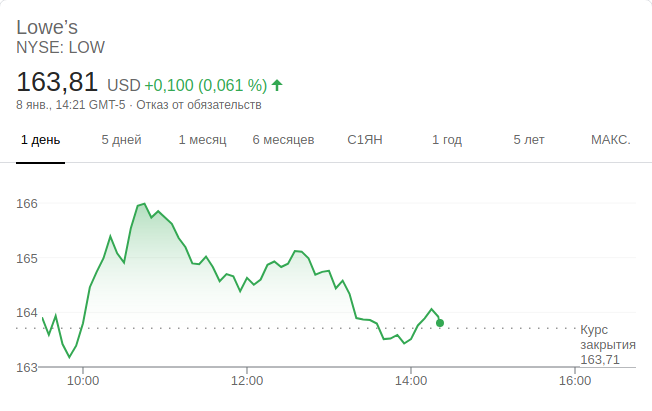 Lowe's
NYSE: LOW
163,81 USD +0,100 (0,061 %)
8 янв., 14:21 GMT-5 · Отказ от обязательств
1 день 5 дней 1 месяц 6 месяцев С1ЯН 1 год 5 лет МАКС.
166
165
164
Курс
закрытия
163,71
163
10:00 12:00 14:00 16:00